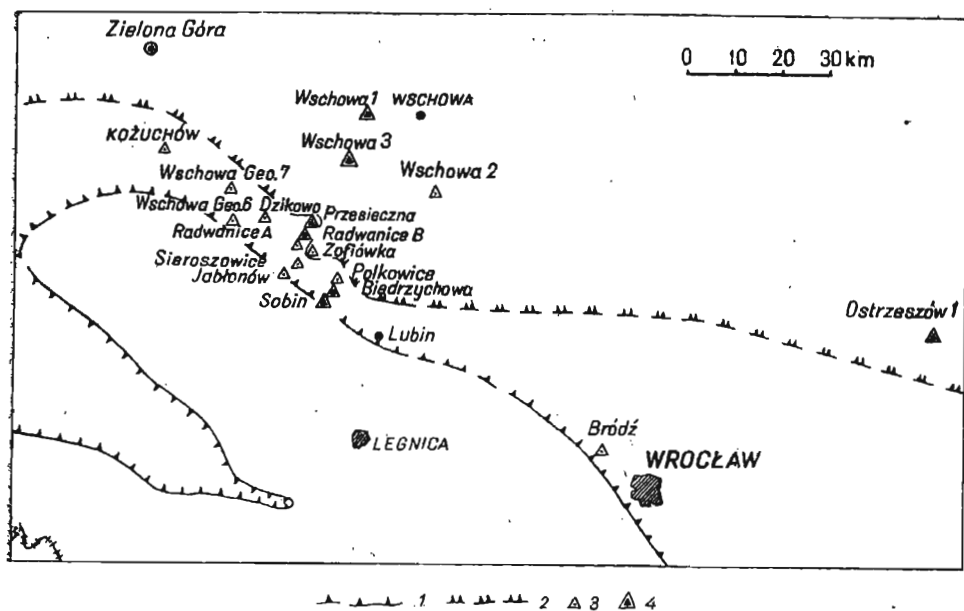 Zielona Góra
0 10 20 30 km
Wschowa 1 WSCHOWA
KOŻUCHÓW
Wschowa 3
Wschowa Geo. 7
Wschowa 2
Wschowa Geo.6 Dzikowo
Przesieczna
Radwanice A
Radwanice B
Zofiówka
Sieroszowice
Jabłonów
Polkowice
Biedrzychowa
Sobin
Ostrzeszów 1
Lubin
Bródź
LEGNICA
WROCŁAW
1 2 3 4